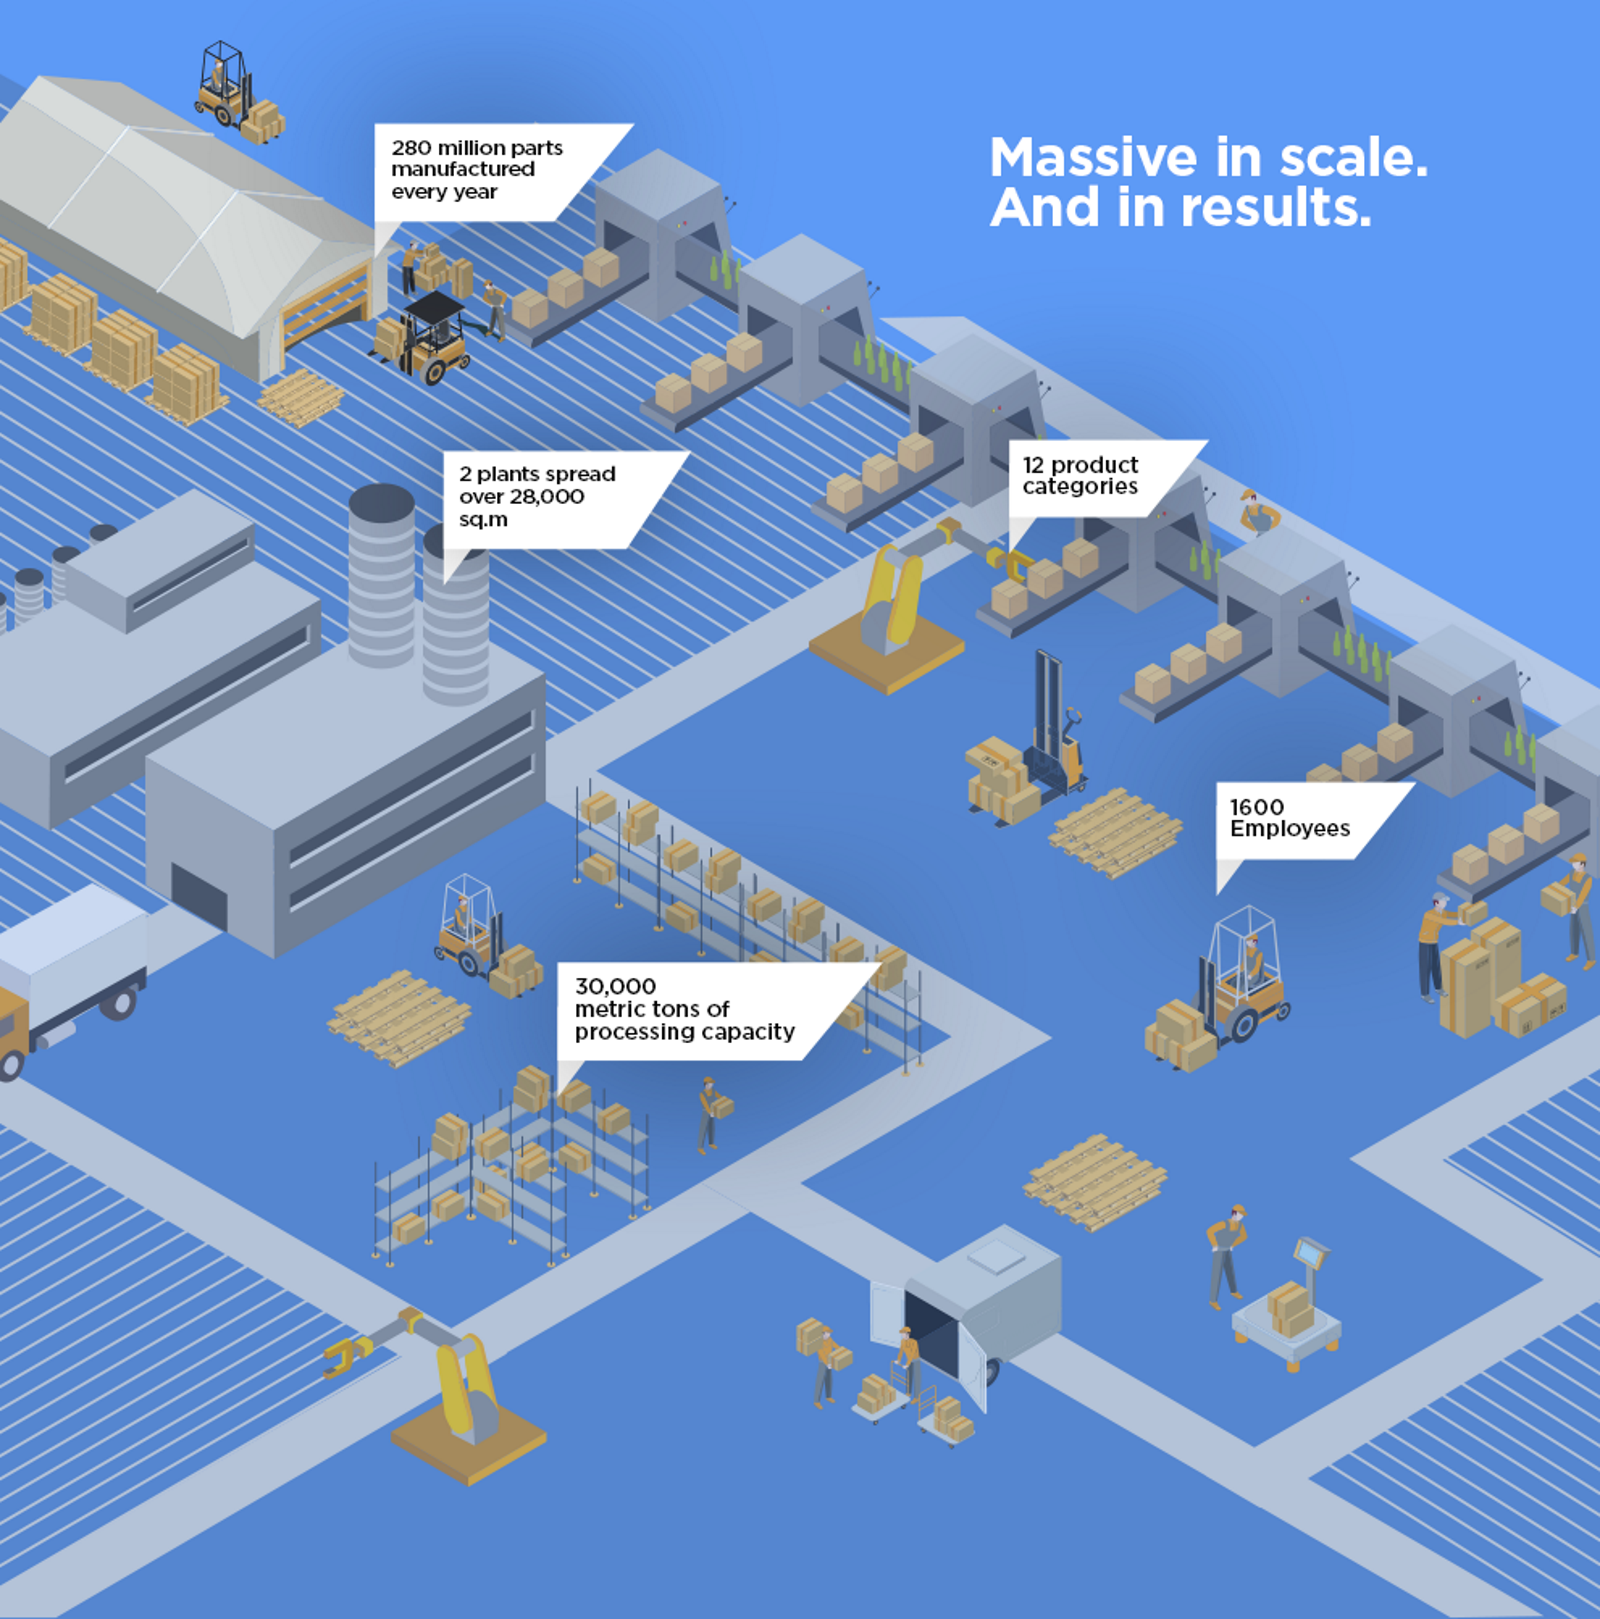 Massive in scale.
And in results.
280 million parts
manufactured
every year
2 plants spread
over 28,000
sq.m
12 product
categories
1600
Employees
30,000
metric tons of
processing capacity